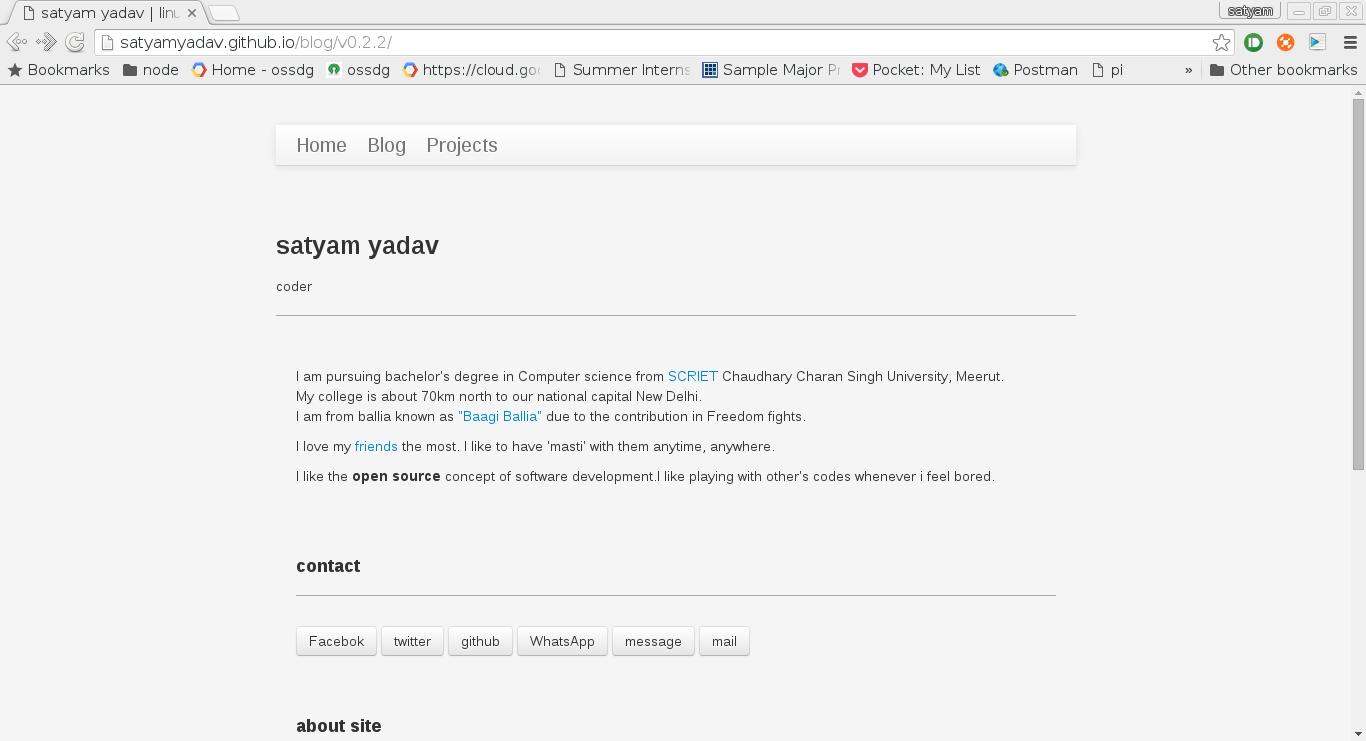 satyam yadav | linu
satyam
satyamyadav.github.io/blog/v0.2.2/
Bookmarks node Home - ossdg ossdg https://cloud.goo Summer Interns Sample Major Pr Pocket: My List Postman pi » Other bookmarks
Home Blog Projects
satyam yadav
coder
I am pursuing bachelor's degree in Computer science from SCRIET Chaudhary Charan Singh University, Meerut.
My college is about 70km north to our national capital New Delhi.
I am from ballia known as "Baagi Ballia" due to the contribution in Freedom fights.
I love my friends the most. I like to have 'masti' with them anytime, anywhere.
I like the open source concept of software development.I like playing with other's codes whenever i feel bored.
contact
Facebok twitter github WhatsApp message mail
about site